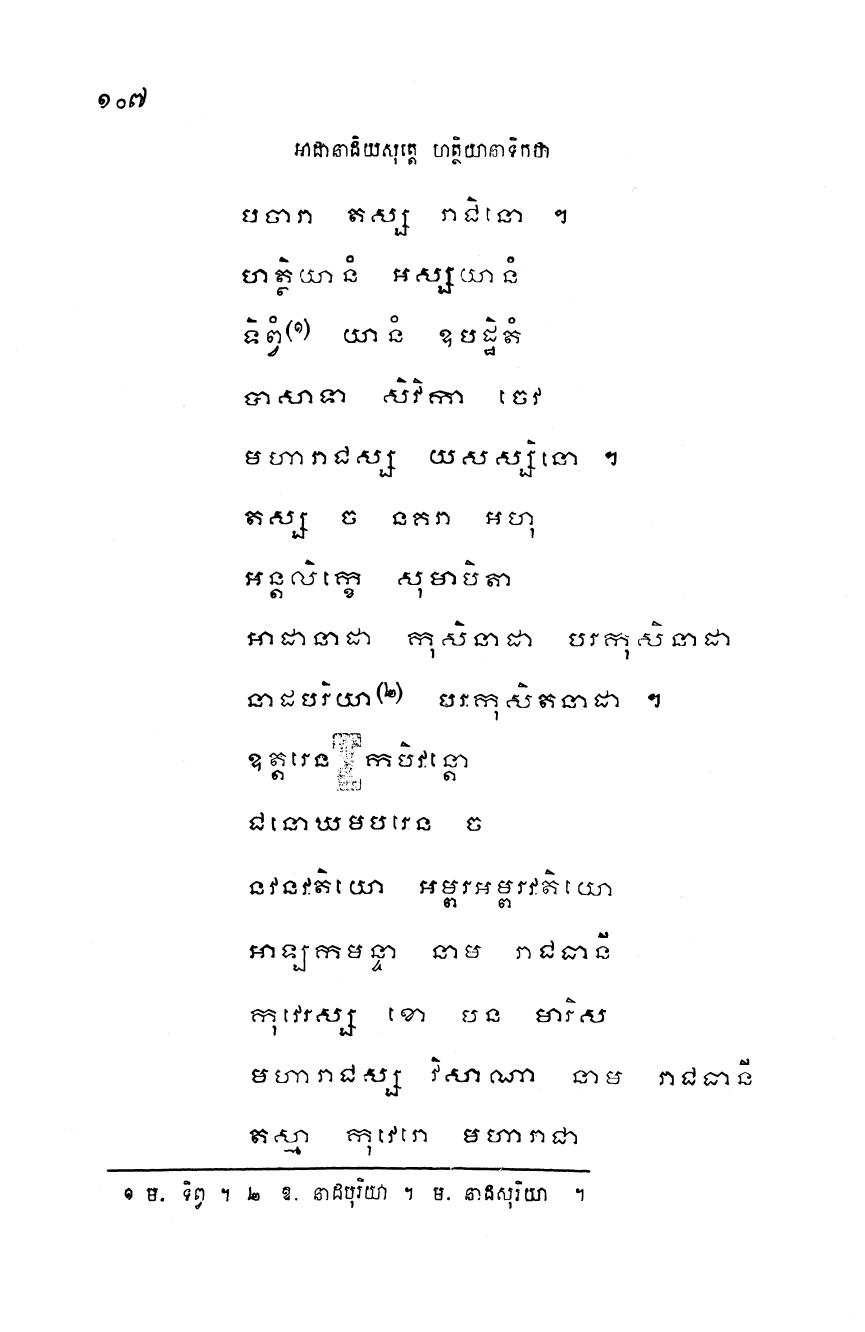 ១០៧
អាដានាដិយសុត្តេ ហត្ថិយានាទិកថា
បចារា តស្ស រាជិនោ ។
ហត្ថិយានំ អស្សយានំ
ទិព្វំ(១) យានំ ឧបដ្ឋិតំ
បាសាទា សិវិកា ចេវ
មហារាជស្ស យសស្សិនោ ។
តស្ស ច នគរា អហុ
អន្តលិក្ខេ សុមាបិតា
អាដានាដា កុសិនាដា បរកុសិនាដា
នាដបរិយា(២) បរកុសិតនាដា ។
ឧត្តរេន កបិវន្តោ
ជនោឃមបរេន ច
នវនវតិយោ អម្ពរអម្ពរវតិយោ
អាឡកមន្ទា នាម រាជធានី
កុវេរស្ស ខោ បន មារិស
មហារាជស្ស វិសាណា នាម រាជធានី
តស្មា កុវេរោ មហារាជា
១ ម. ទិព្វ ។ ២ ឧ. នាដបុរិយា ។ ម. នាដសុរិយា ។